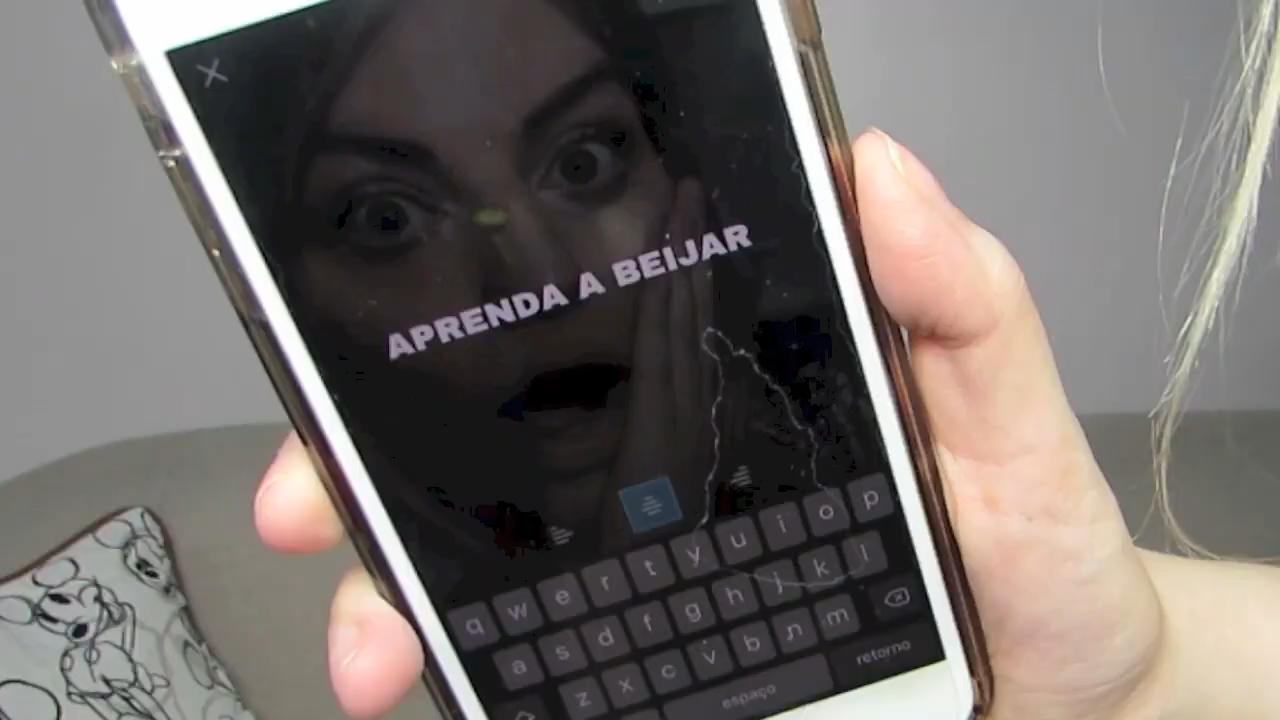 APRENDA A BEIJAR
q w e r t y u i o p
a s d f g h j k l
z x c v b n m
espaço retorno